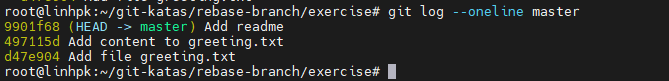 root@linhpk:~/git-katas/rebase-branch/exercise# git log --oneline master
9901f68 (HEAD -> master) Add readme
497115d Add content to greeting.txt
d47e904 Add file greeting.txt
root@linhpk:~/git-katas/rebase-branch/exercise#